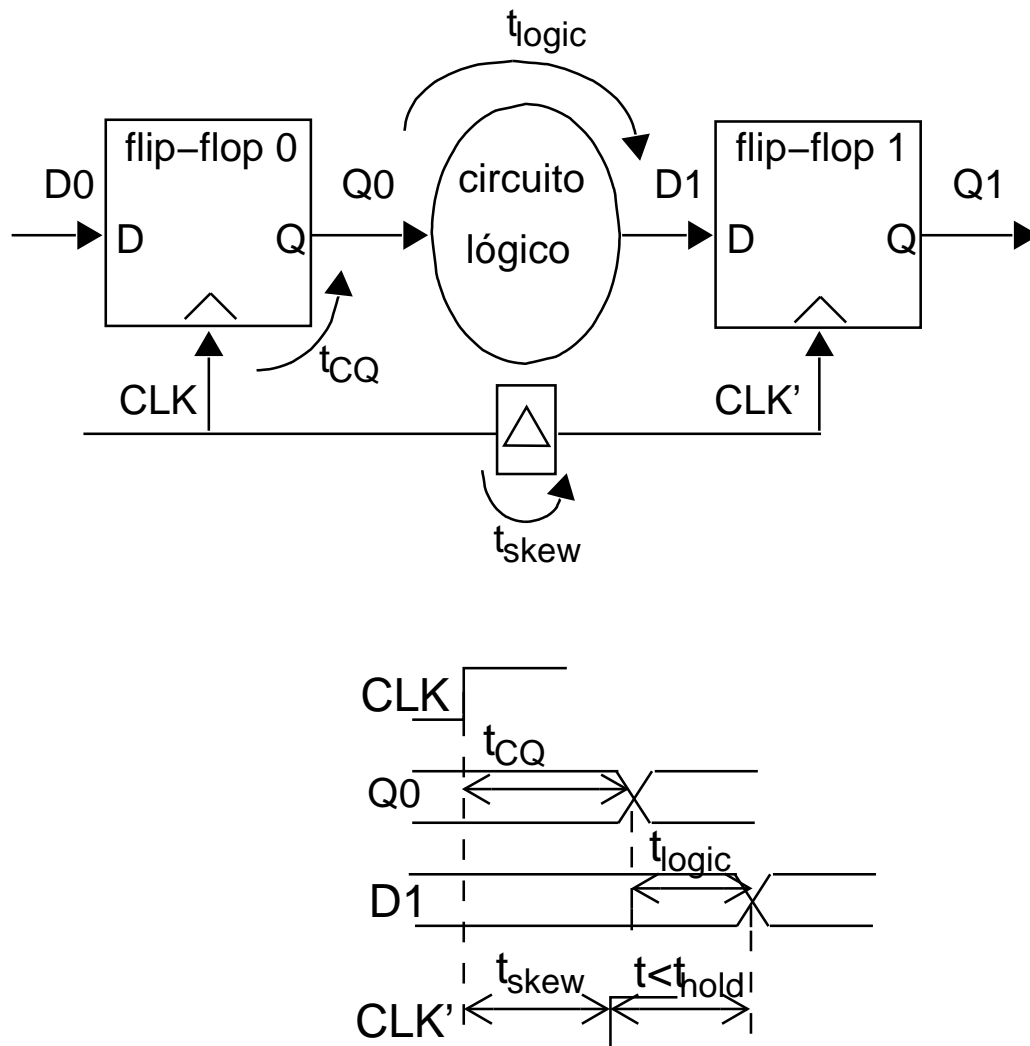 tlogic
flip−flop 0
flip−flop 1
D0
Q0
circuito
D1
Q1
D
Q
lógico
D
Q
tCQ
CLK
CLK’
tskew
CLK
tCQ
Q0
tlogic
D1
tskew
t<thold
CLK’